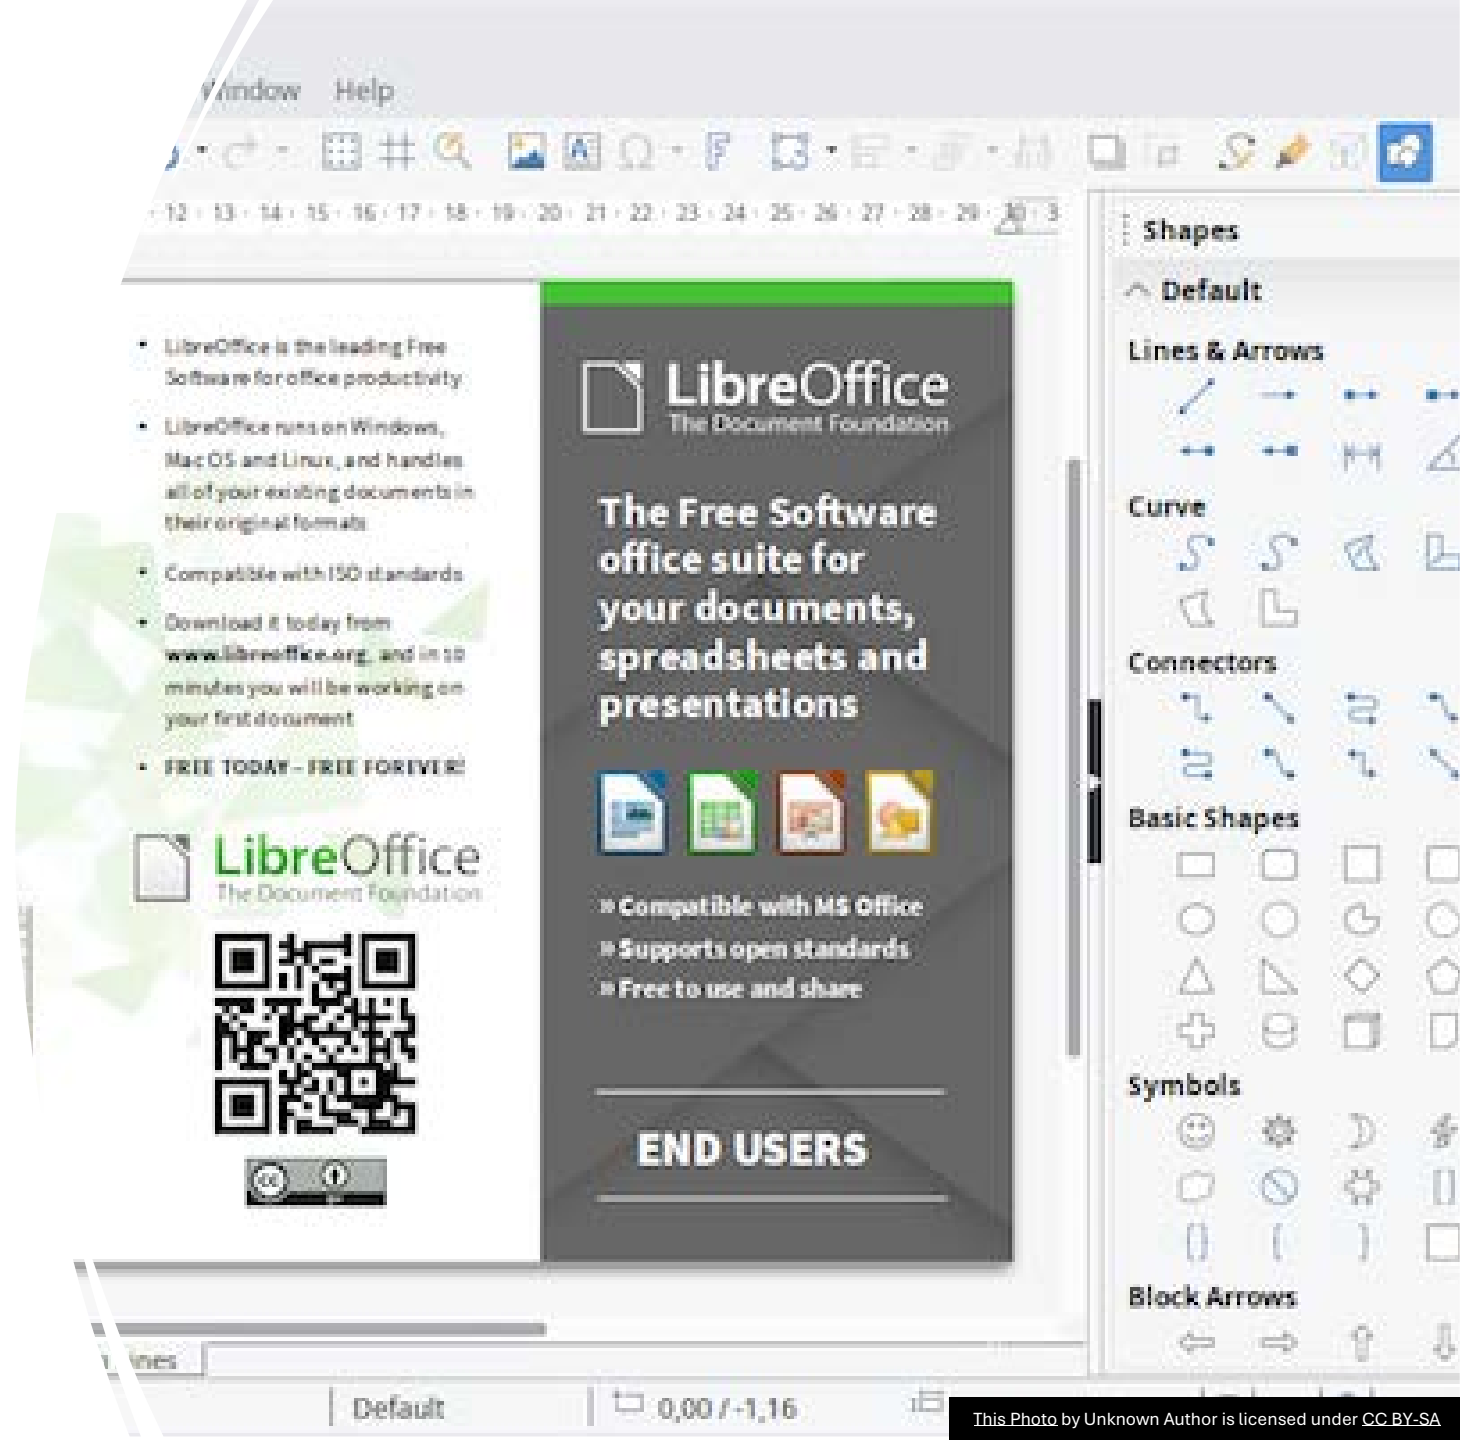 Window Help
12 13 14 15 16 17 18 19 20 21 22 23 24 25 26 27 28 29 30 3
Shapes
Default
Lines & Arrows
Curve
Connectors
Basic Shapes
Symbols
Block Arrows
• LibreOffice is the leading Free
Software for office productivity
• LibreOffice runs on Windows,
Mac OS and Linux, and handles
all of your existing documents in
their original formats
• Compatible with ISO standards
• Download it today from
www.libreoffice.org, and in 10
minutes you will be working on
your first document
• FREE TODAY – FREE FOREVER!
LibreOffice
The Document Foundation
cc
LibreOffice
The Document Foundation
The Free Software
office suite for
your documents,
spreadsheets and
presentations
» Compatible with MS Office
» Supports open standards
» Free to use and share
END USERS
Default 0,00 / -1,16
This Photo by Unknown Author is licensed under CC BY-SA